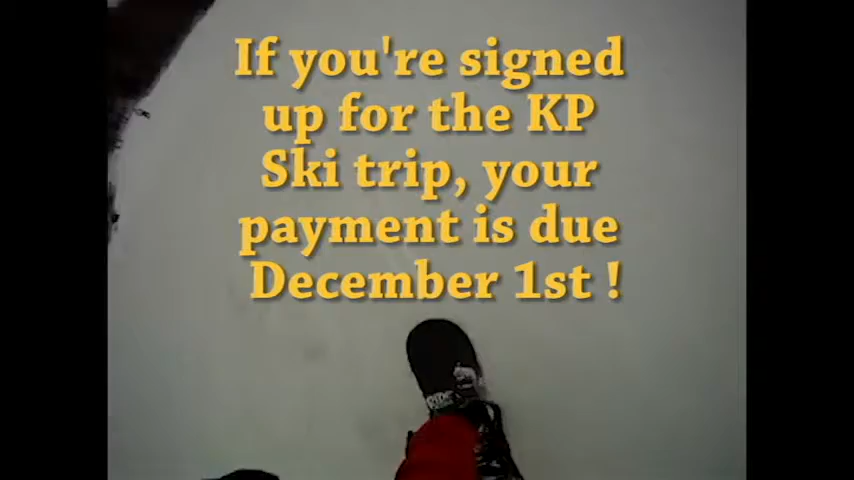 If you're signed
up for the KP
Ski trip, your
payment is due
December 1st !